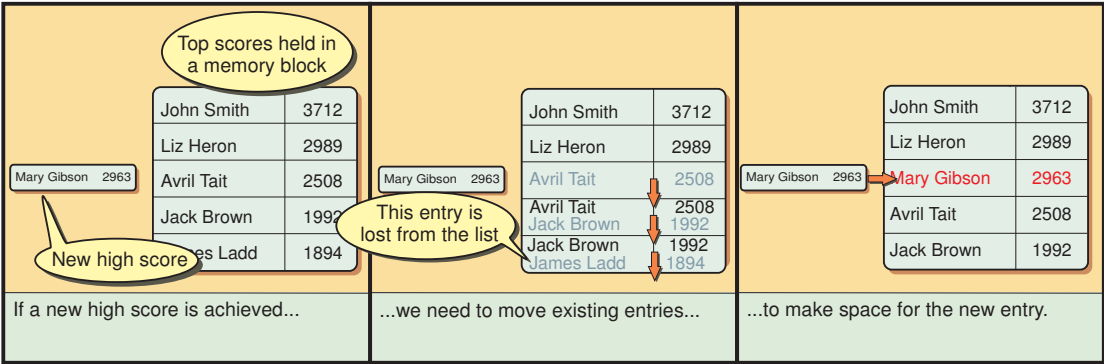 Top scores held in
a memory block
John Smith 3712
Liz Heron 2989
Mary Gibson 2963
Avril Tait 2508
Jack Brown 1992
New high score
es Ladd 1894
If a new high score is achieved...
John Smith 3712
Liz Heron 2989
Mary Gibson 2963
Avril Tait 2508
Avril Tait 2508
This entry is
lost from the list
Jack Brown 1992
Jack Brown 1992
James Ladd 1894
...we need to move existing entries...
John Smith 3712
Liz Heron 2989
Mary Gibson 2963
Mary Gibson 2963
Avril Tait 2508
Jack Brown 1992
...to make space for the new entry.